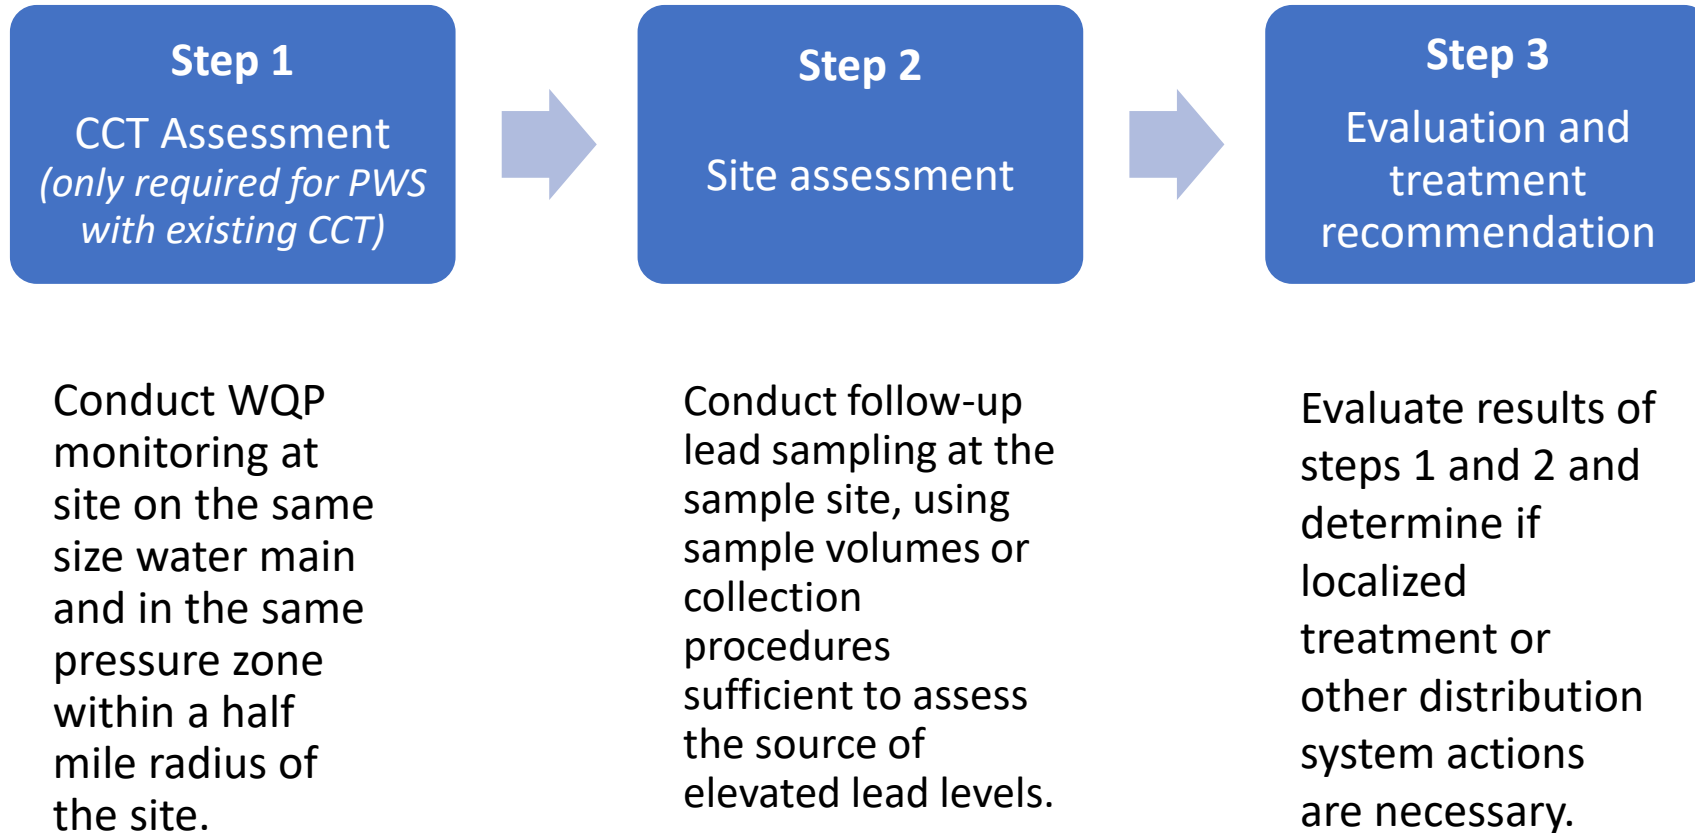 Step 1
CCT Assessment
(only required for PWS
with existing CCT)
Step 2
Site assessment
Step 3
Evaluation and
treatment
recommendation
Conduct WQP
monitoring at
site on the same
size water main
and in the same
pressure zone
within a half
mile radius of
the site.
Conduct follow-up
lead sampling at the
sample site, using
sample volumes or
collection
procedures
sufficient to assess
the source of
elevated lead levels.
Evaluate results of
steps 1 and 2 and
determine if
localized
treatment or
other distribution
system actions
are necessary.